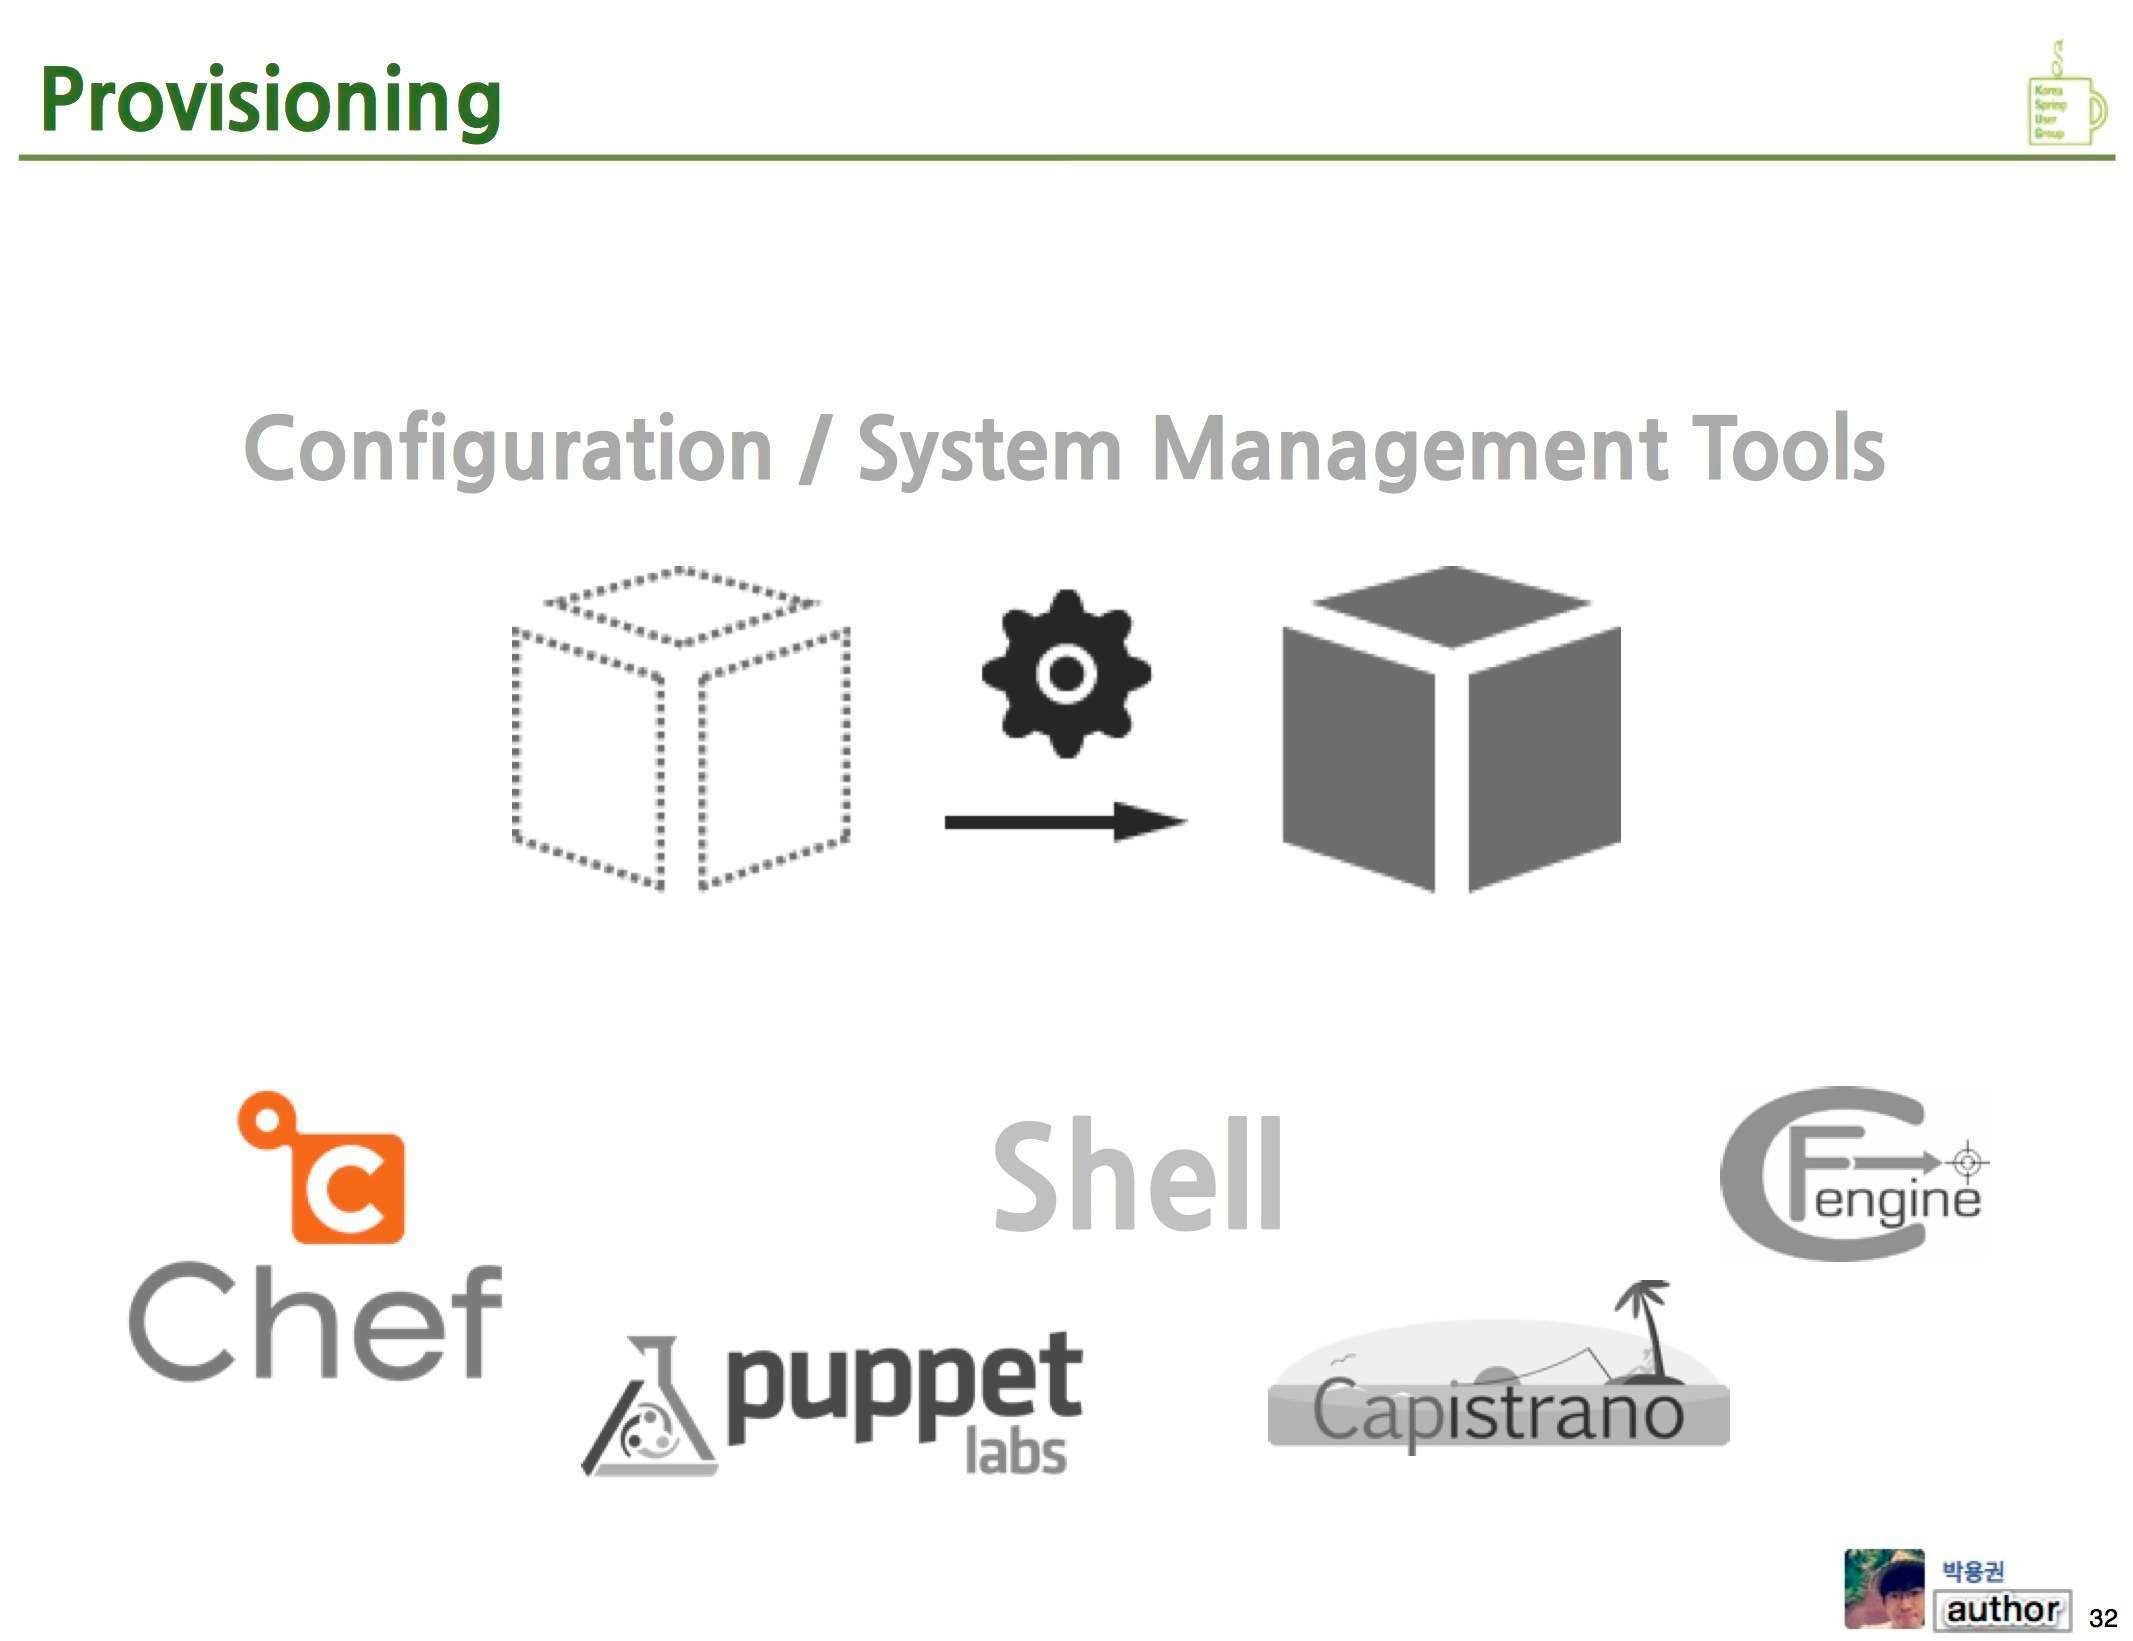 Provisioning
Korea
Spring
User
Group
Configuration / System Management Tools
C
Chef
Shell
CFengine
puppet
labs
Capistrano
박용권
author
32